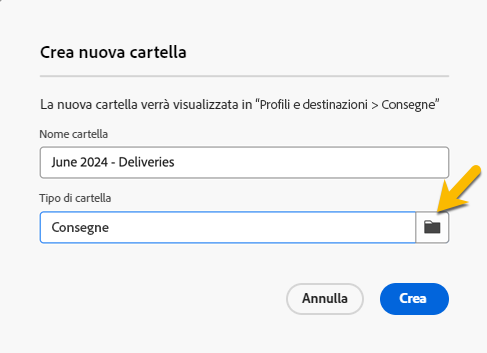 Crea nuova cartella
La nuova cartella verrà visualizzata in “Profili e destinazioni > Consegne”
Nome cartella
June 2024 - Deliveries
Tipo di cartella
Consegne
Annulla
Crea